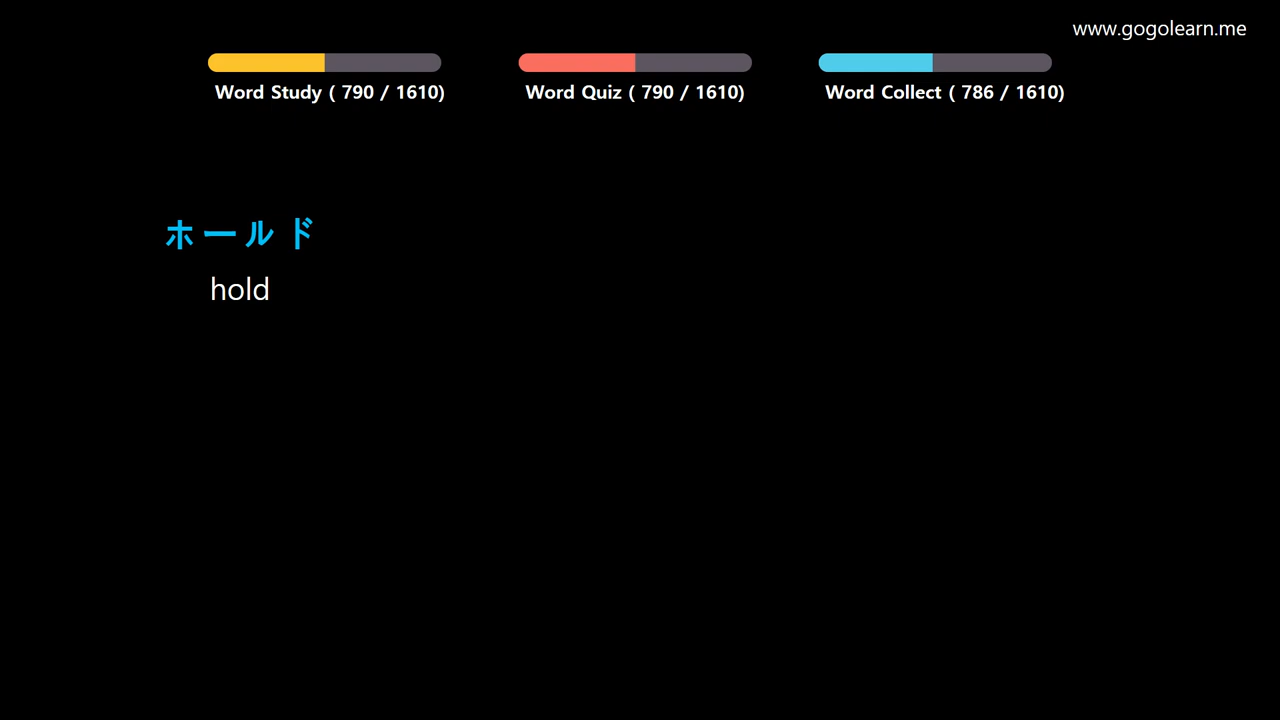 www.gogolearn.me
Word Study ( 790 / 1610)
Word Quiz ( 790 / 1610)
Word Collect ( 786 / 1610)
ホールド
hold